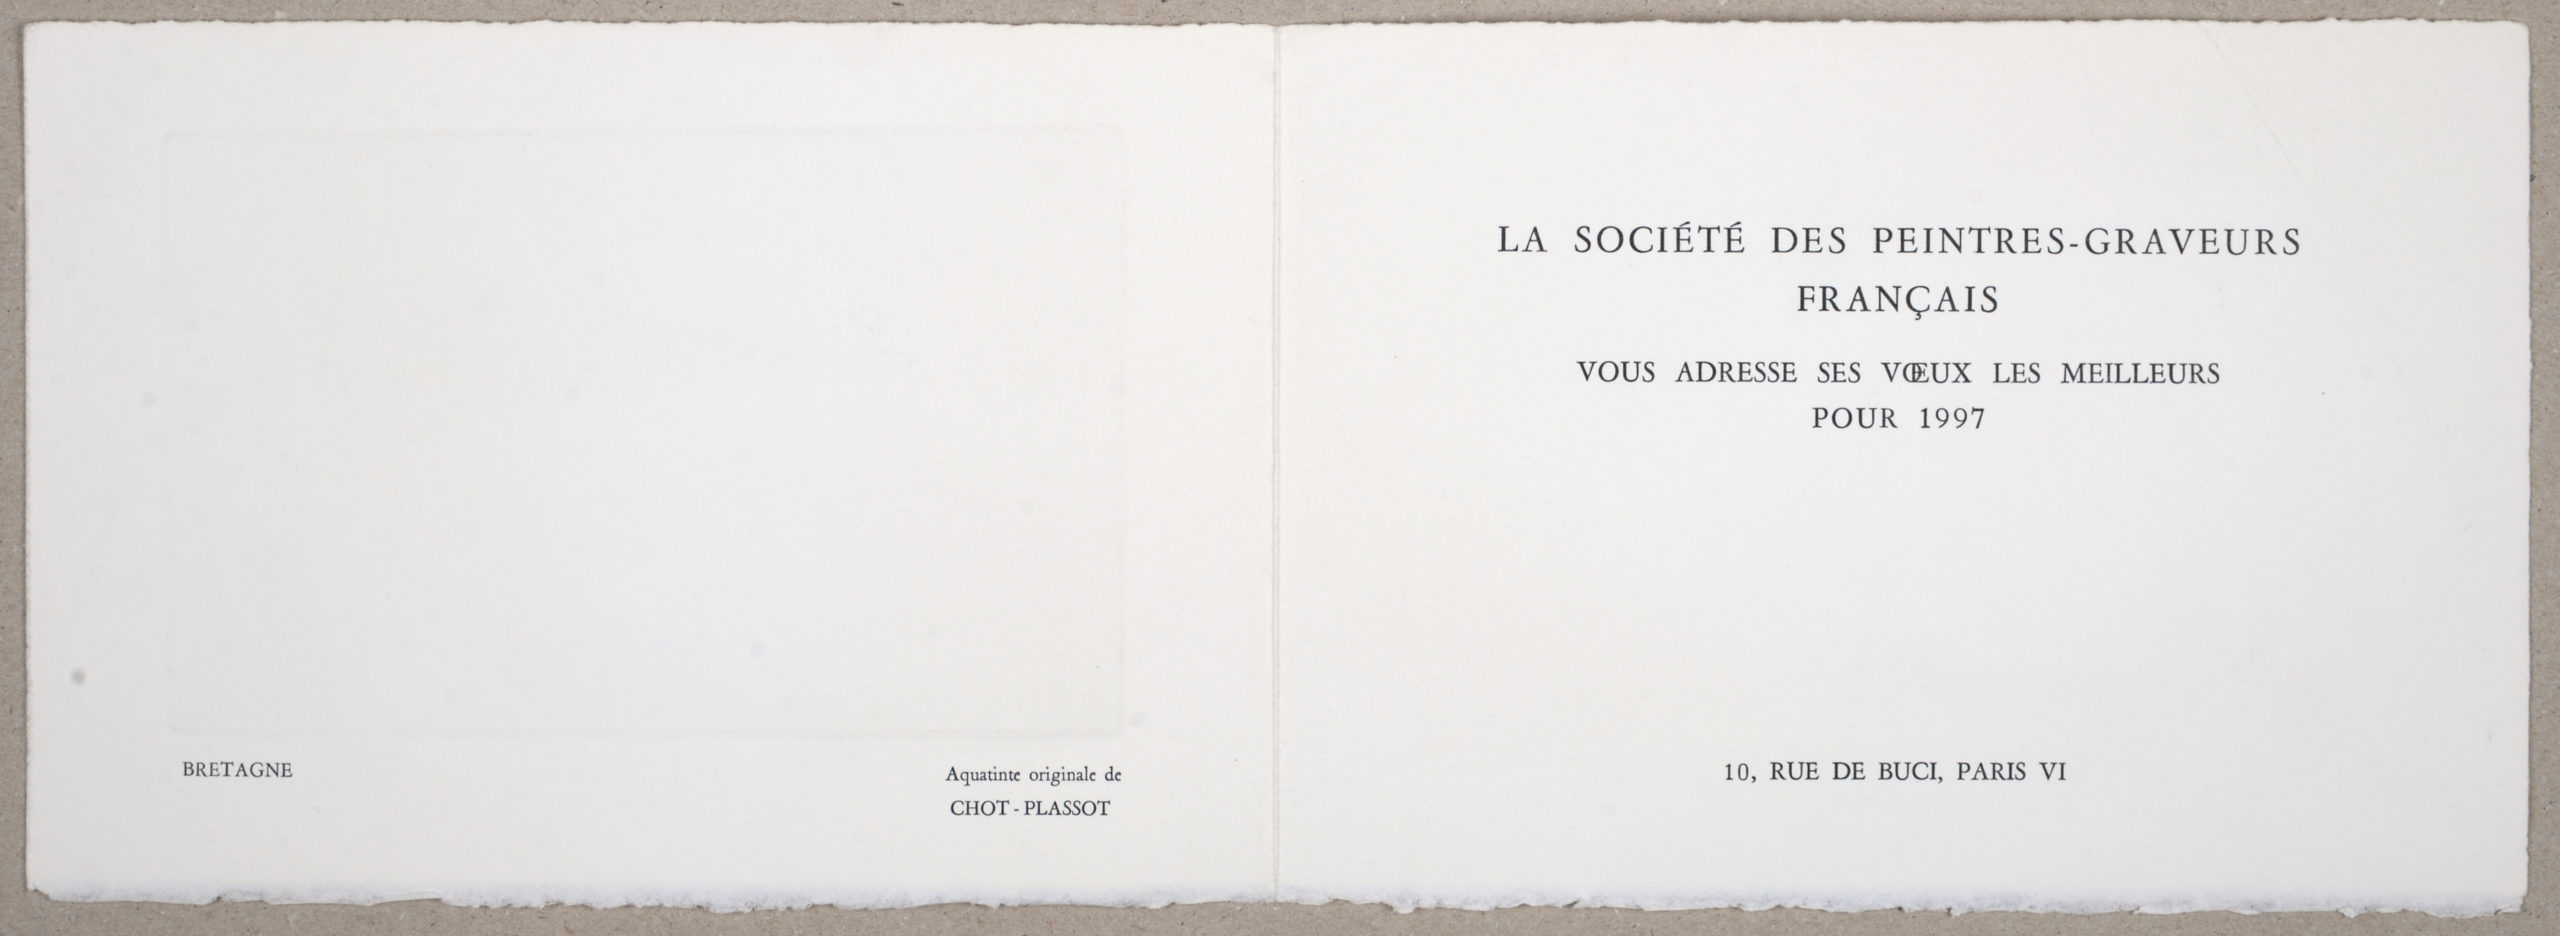 BRETAGNE
Aquatinte originale de
CHOT-PLASSOT
LA SOCIÉTÉ DES PEINTRES-GRAVEURS
FRANÇAIS
VOUS ADRESSE SES VŒUX LES MEILLEURS
POUR 1997
10, RUE DE BUCI, PARIS VI